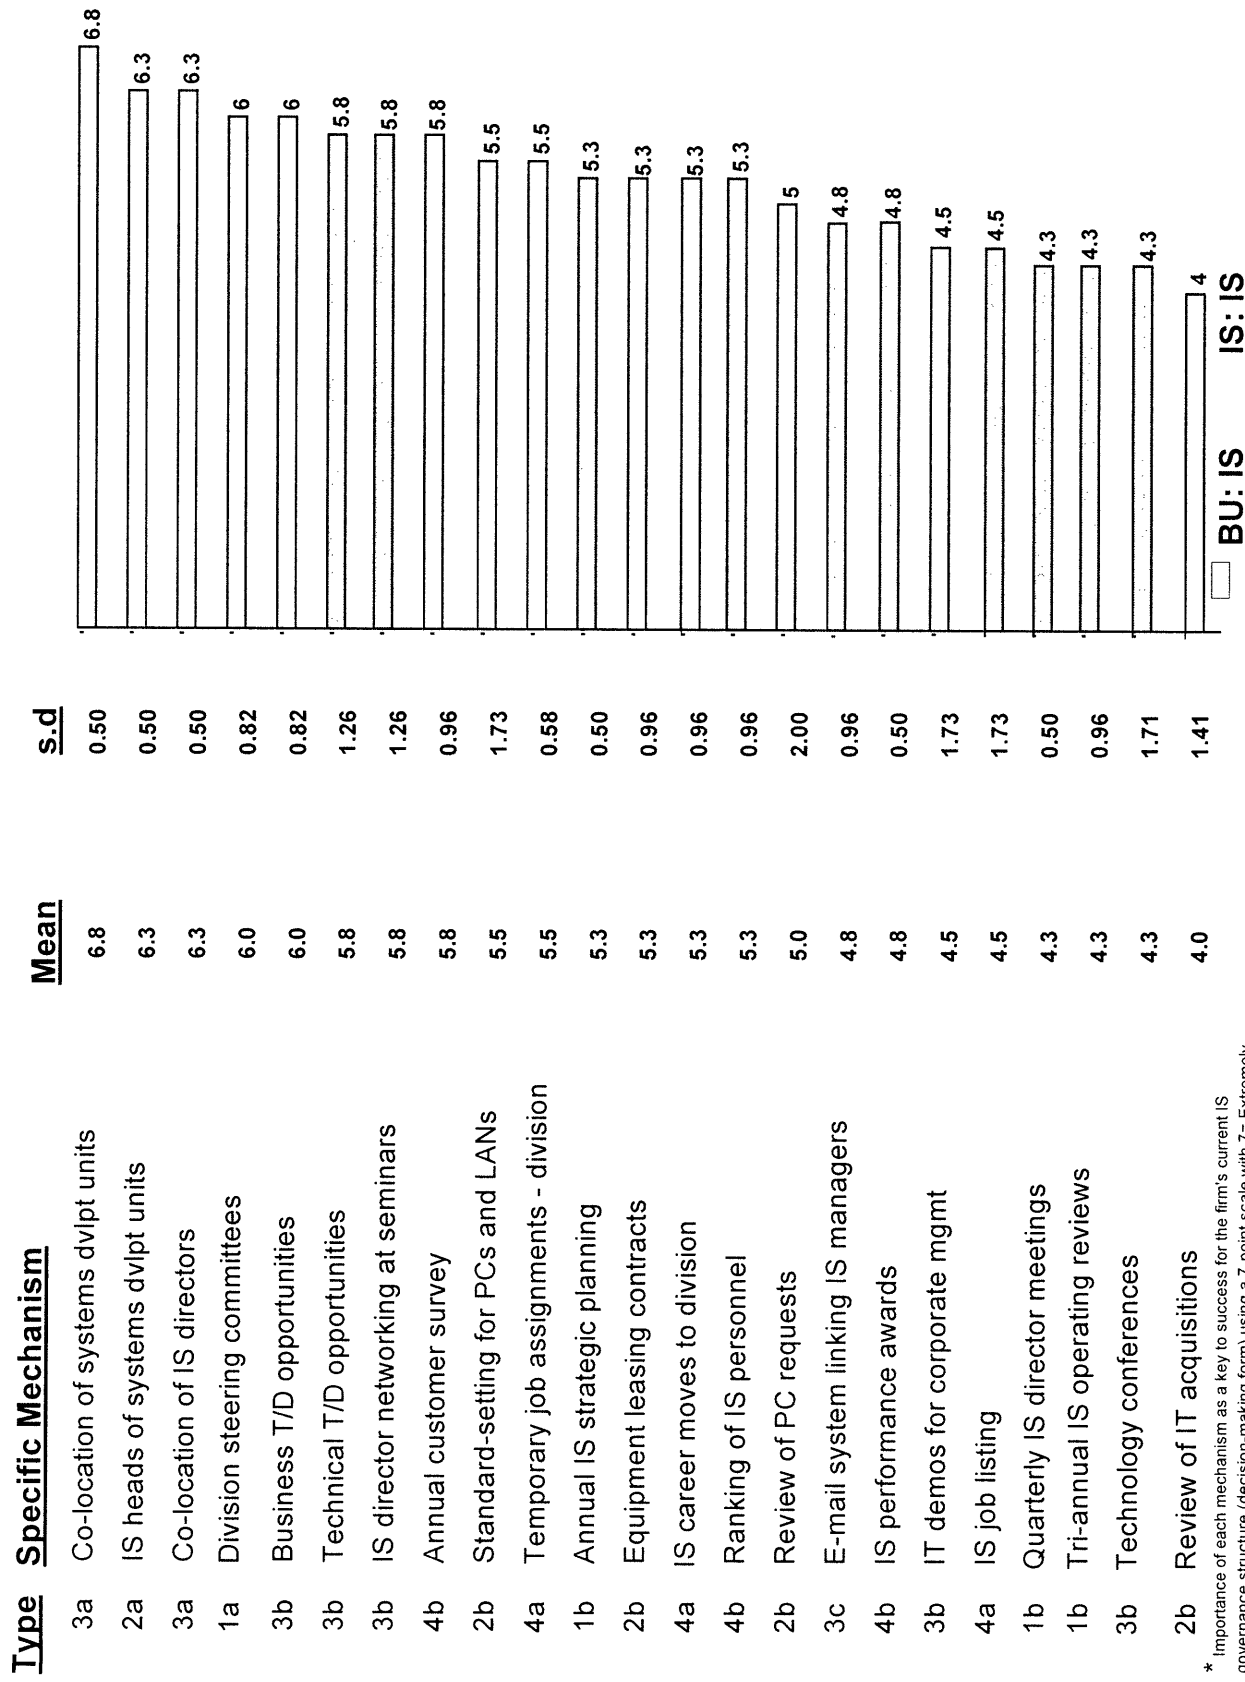 Type Specific Mechanism Mean s.d
3a Co-location of systems dvlpt units 6.8 0.50 6.8
2a IS heads of systems dvlpt units 6.3 0.50 6.3
3a Co-location of IS directors 6.3 0.50 6.3
1a Division steering committees 6.0 0.82 6
3b Business T/D opportunities 6.0 0.82 6
3b Technical T/D opportunities 5.8 1.26 5.8
3b IS director networking at seminars 5.8 1.26 5.8
4b Annual customer survey 5.8 0.96 5.8
2b Standard-setting for PCs and LANs 5.5 1.73 5.5
4a Temporary job assignments - division 5.5 0.58 5.5
1b Annual IS strategic planning 5.3 0.50 5.3
2b Equipment leasing contracts 5.3 0.96 5.3
4a IS career moves to division 5.3 0.96 5.3
4b Ranking of IS personnel 5.3 0.96 5.3
2b Review of PC requests 5.0 2.00 5
3c E-mail system linking IS managers 4.8 0.96 4.8
4b IS performance awards 4.8 0.50 4.8
3b IT demos for corporate mgmt 4.5 1.73 4.5
4a IS job listing 4.5 1.73 4.5
1b Quarterly IS director meetings 4.3 0.50 4.3
1b Tri-annual IS operating reviews 4.3 0.96 4.3
3b Technology conferences 4.3 1.71 4.3
2b Review of IT acquisitions 4.0 1.41 4
BU: IS IS: IS
* Importance of each mechanism as a key to success for the firm's current IS
governance structure (decision-making form) using a 7-point scale with 7= Extremely